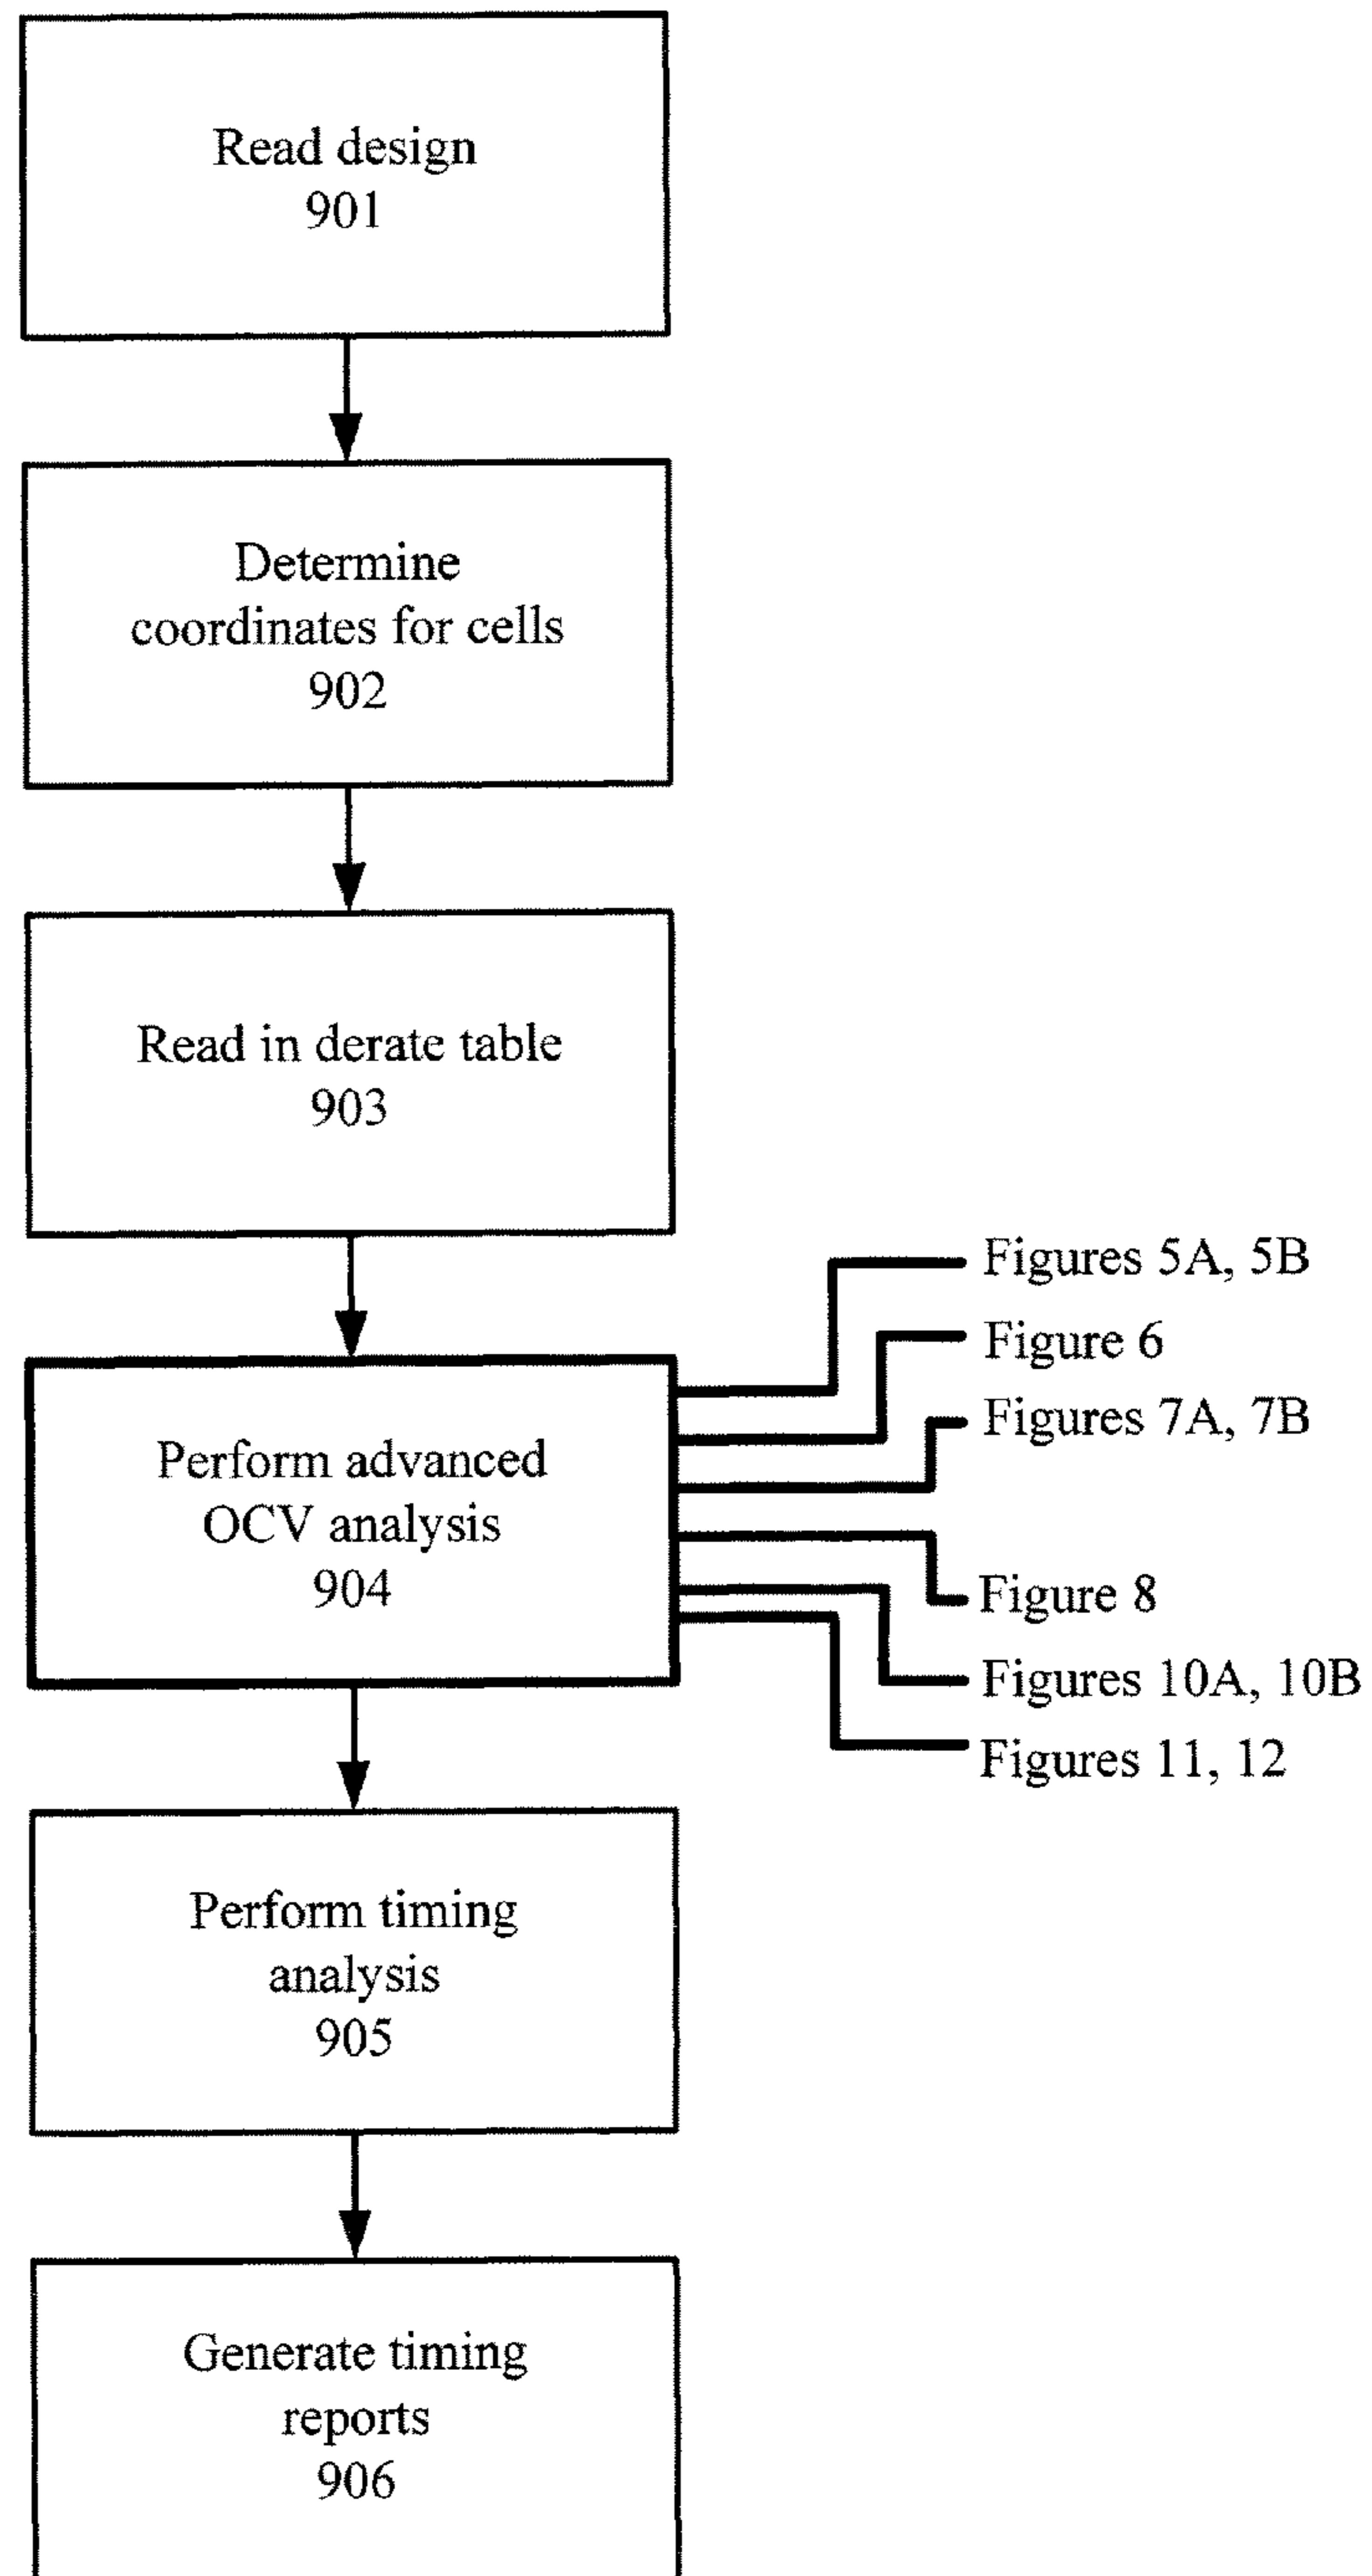 Read design
901
Determine
coordinates for cells
902
Read in derate table
903
Perform advanced
OCV analysis
904
Figures 5A, 5B
Figure 6
Figures 7A, 7B
Figure 8
Figures 10A, 10B
Figures 11, 12
Perform timing
analysis
905
Generate timing
reports
906